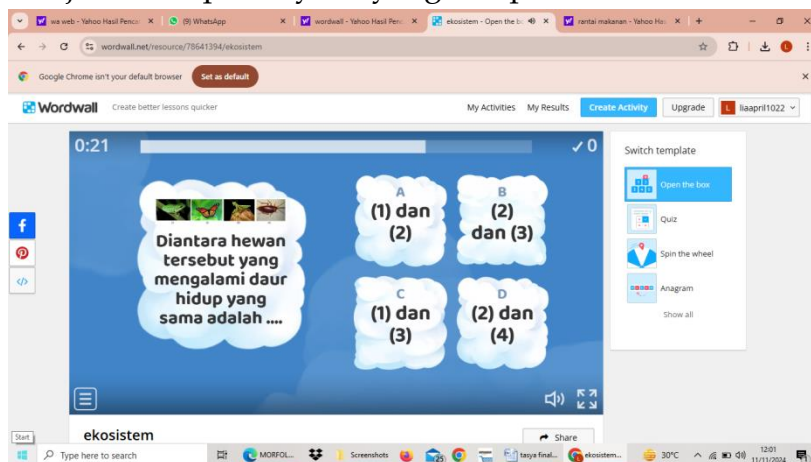 wa web - Yahoo Hasil Penca
(9) WhatsApp
wordwall - Yahoo Hasil Penc
ekosistem - Open the b
rantai makanan - Yahoo Ha
wordwall.net/resource/78641394/ekosistem
Google Chrome isn't your default browser
Set as default
Wordwall
Create better lessons quicker
My Activities
My Results
Create Activity
Upgrade
L
liaapril1022
0:21
✓ 0
Diantara hewan
tersebut yang
mengalami daur
hidup yang
sama adalah ....
A
(1) dan
(2)
B
(2)
dan (3)
C
(1) dan
(3)
D
(2) dan
(4)
Switch template
Open the box
Quiz
Spin the wheel
Anagram
Show all
ekosistem
Share
Start
Type here to search
MORFOL...
Screenshots
25
tasya final...
ekosistem...
30°C
12:01
11/11/2024